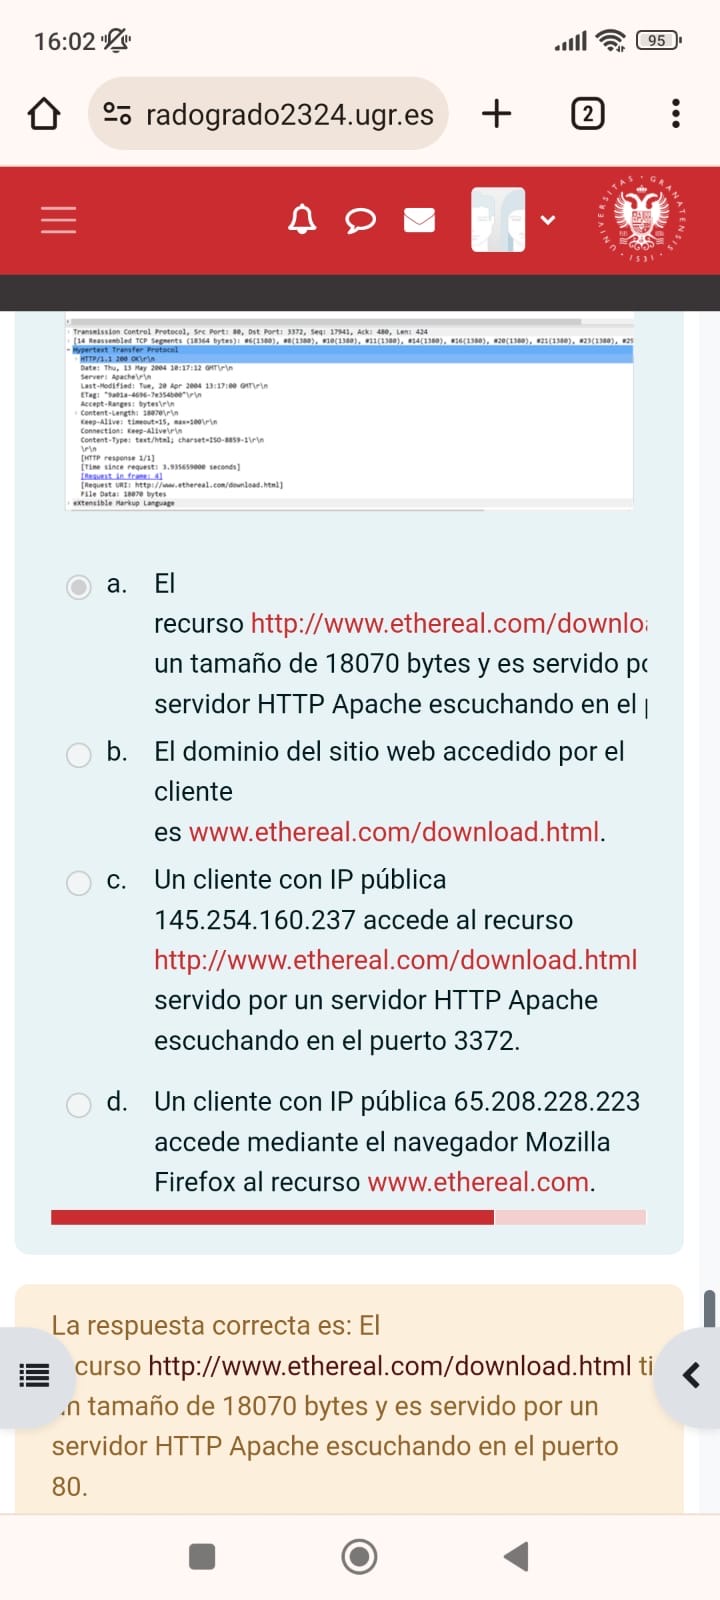 16:02
95
radogrado2324.ugr.es
2
UNIVERSITAS GRANATENSIS 1531
Transmission Control Protocol, Src Port: 80, Dst Port: 3372, Seq: 17941, Ack: 480, Len: 424
[14 Reassembled TCP Segments (18364 bytes): #6(1380), #8(1380), #10(1380), #11(1380), #14(1380), #16(1380), #20(1380), #21(1380), #23(1380), #25
Hypertext Transfer Protocol
HTTP/1.1 200 OK\r\n
Date: Thu, 13 May 2004 10:17:12 GMT\r\n
Server: Apache\r\n
Last-Modified: Tue, 20 Apr 2004 13:17:00 GMT\r\n
ETag: "9a01a-4696-7e354b00"\r\n
Accept-Ranges: bytes\r\n
Content-Length: 18070\r\n
Keep-Alive: timeout=15, max=100\r\n
Connection: Keep-Alive\r\n
Content-Type: text/html; charset=ISO-8859-1\r\n
\r\n
[HTTP response 1/1]
[Time since request: 3.935659000 seconds]
[Request in frame: 4]
[Request URI: http://www.ethereal.com/download.html]
File Data: 18070 bytes
eXtensible Markup Language
a. El
recurso http://www.ethereal.com/downloa
un tamaño de 18070 bytes y es servido po
servidor HTTP Apache escuchando en el p
b. El dominio del sitio web accedido por el
cliente
es www.ethereal.com/download.html.
c. Un cliente con IP pública
145.254.160.237 accede al recurso
http://www.ethereal.com/download.html
servido por un servidor HTTP Apache
escuchando en el puerto 3372.
d. Un cliente con IP pública 65.208.228.223
accede mediante el navegador Mozilla
Firefox al recurso www.ethereal.com.
La respuesta correcta es: El
curso http://www.ethereal.com/download.html ti
n tamaño de 18070 bytes y es servido por un
servidor HTTP Apache escuchando en el puerto
80.